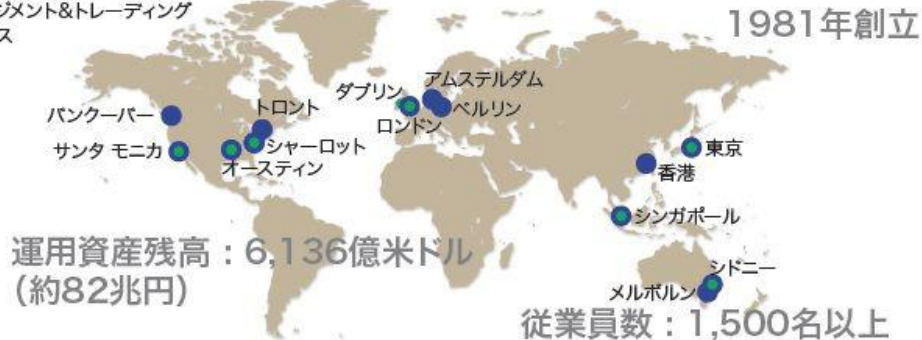 ジメント&トレーディング
ス
1981年創立
アムステルダム
ダブリン
ベルリン
ロンドン
バンクーバー
トロント
サンタ モニカ
シャーロット
オースティン
東京
香港
シンガポール
運用資産残高：6,136億米ドル
（約82兆円）
シドニー
メルボルン
従業員数：1,500名以上